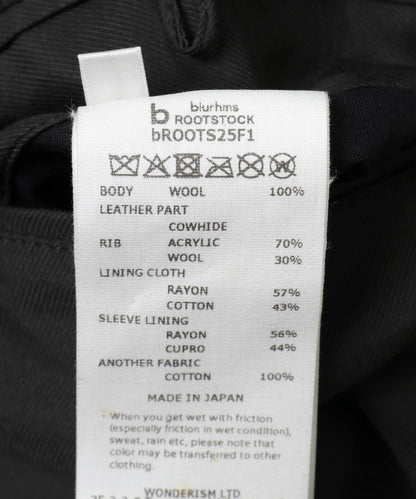 b blurhms
ROOTSTOCK
bROOTS25F1
BODY WOOL 100%
LEATHER PART
COWHIDE
RIB ACRYLIC 70%
WOOL 30%
LINING CLOTH
RAYON 57%
COTTON 43%
SLEEVE LINING
RAYON 56%
CUPRO 44%
ANOTHER FABRIC
COTTON 100%
MADE IN JAPAN
・When you get wet with friction
(especially friction in wet condition),
sweat, rain etc, please note that
color may be transferred to other
clothing.
WONDERISM LTD